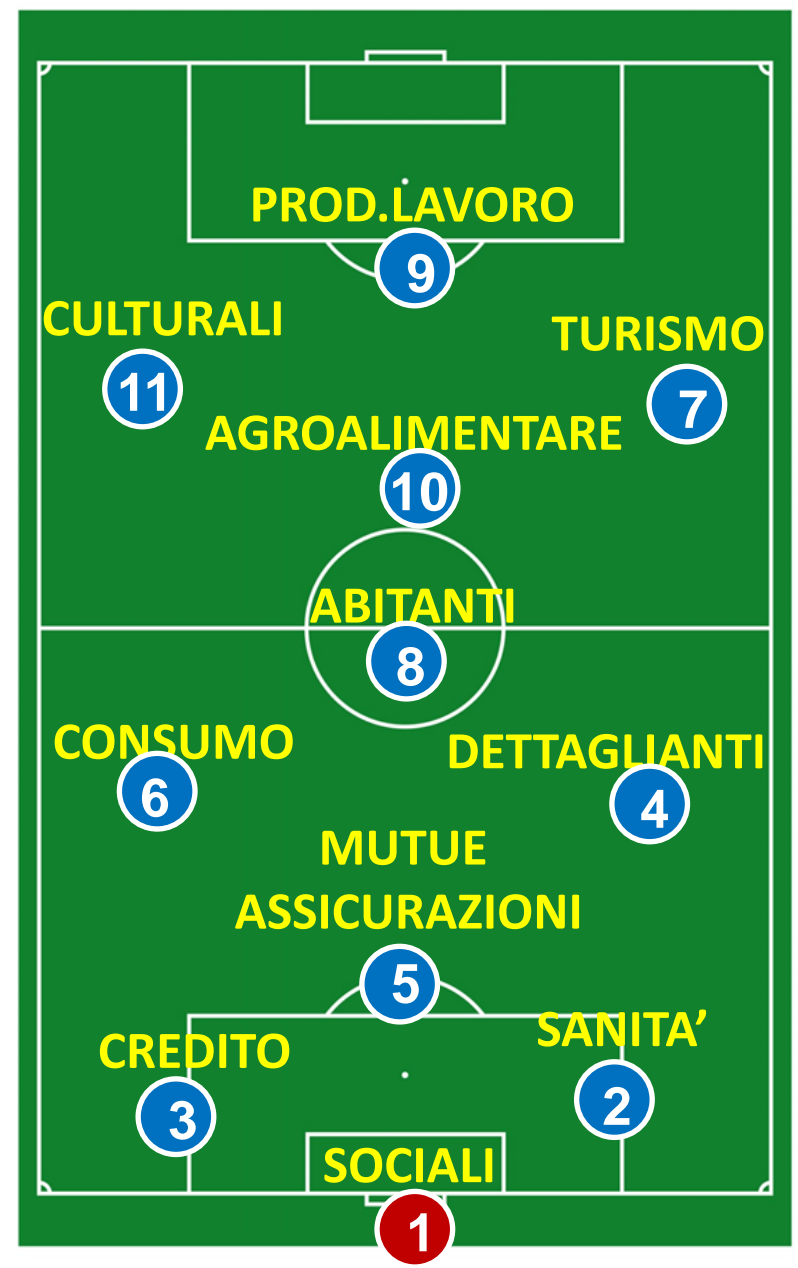 PROD.LAVORO
9
CULTURALI
11
TURISMO
7
AGROALIMENTARE
10
ABITANTI
8
CONSUMO
6
DETTAGLIANTI
4
MUTUE
ASSICURAZIONI
5
SANITA’
2
CREDITO
3
SOCIALI
1